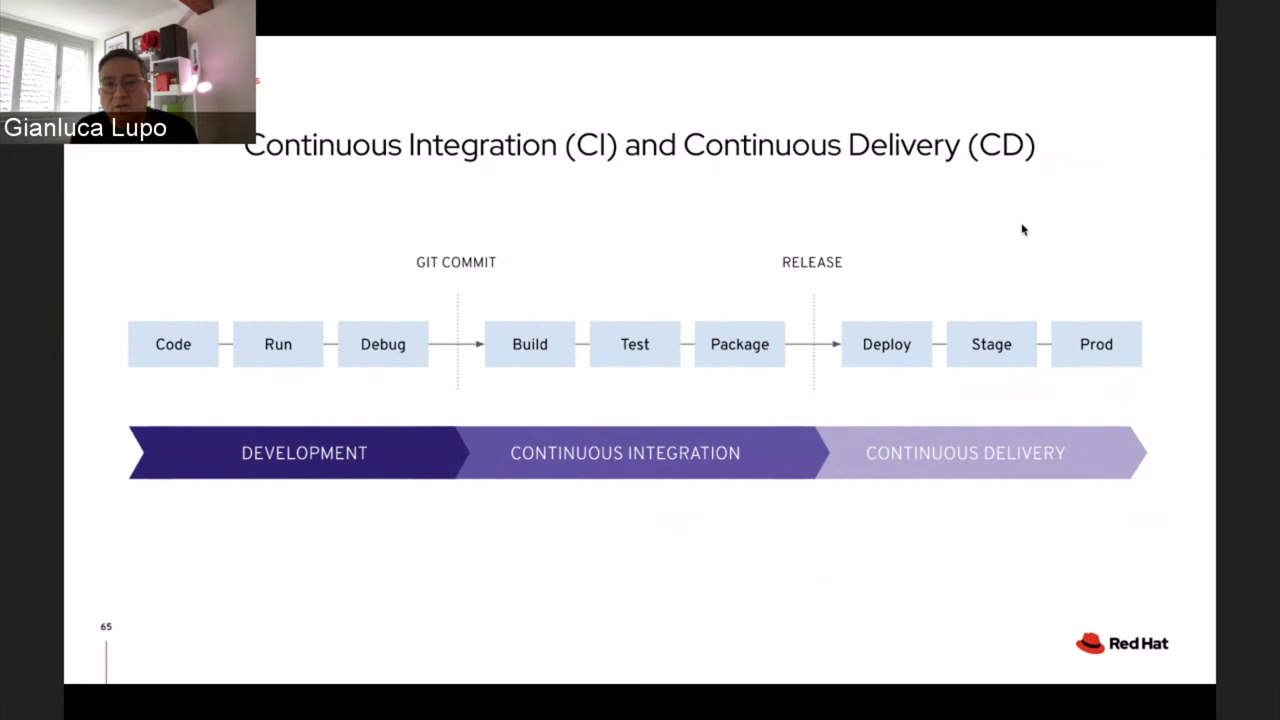 Gianluca Lupo
Continuous Integration (CI) and Continuous Delivery (CD)
GIT COMMIT
RELEASE
Code
Run
Debug
Build
Test
Package
Deploy
Stage
Prod
DEVELOPMENT
CONTINUOUS INTEGRATION
CONTINUOUS DELIVERY
65
Red Hat